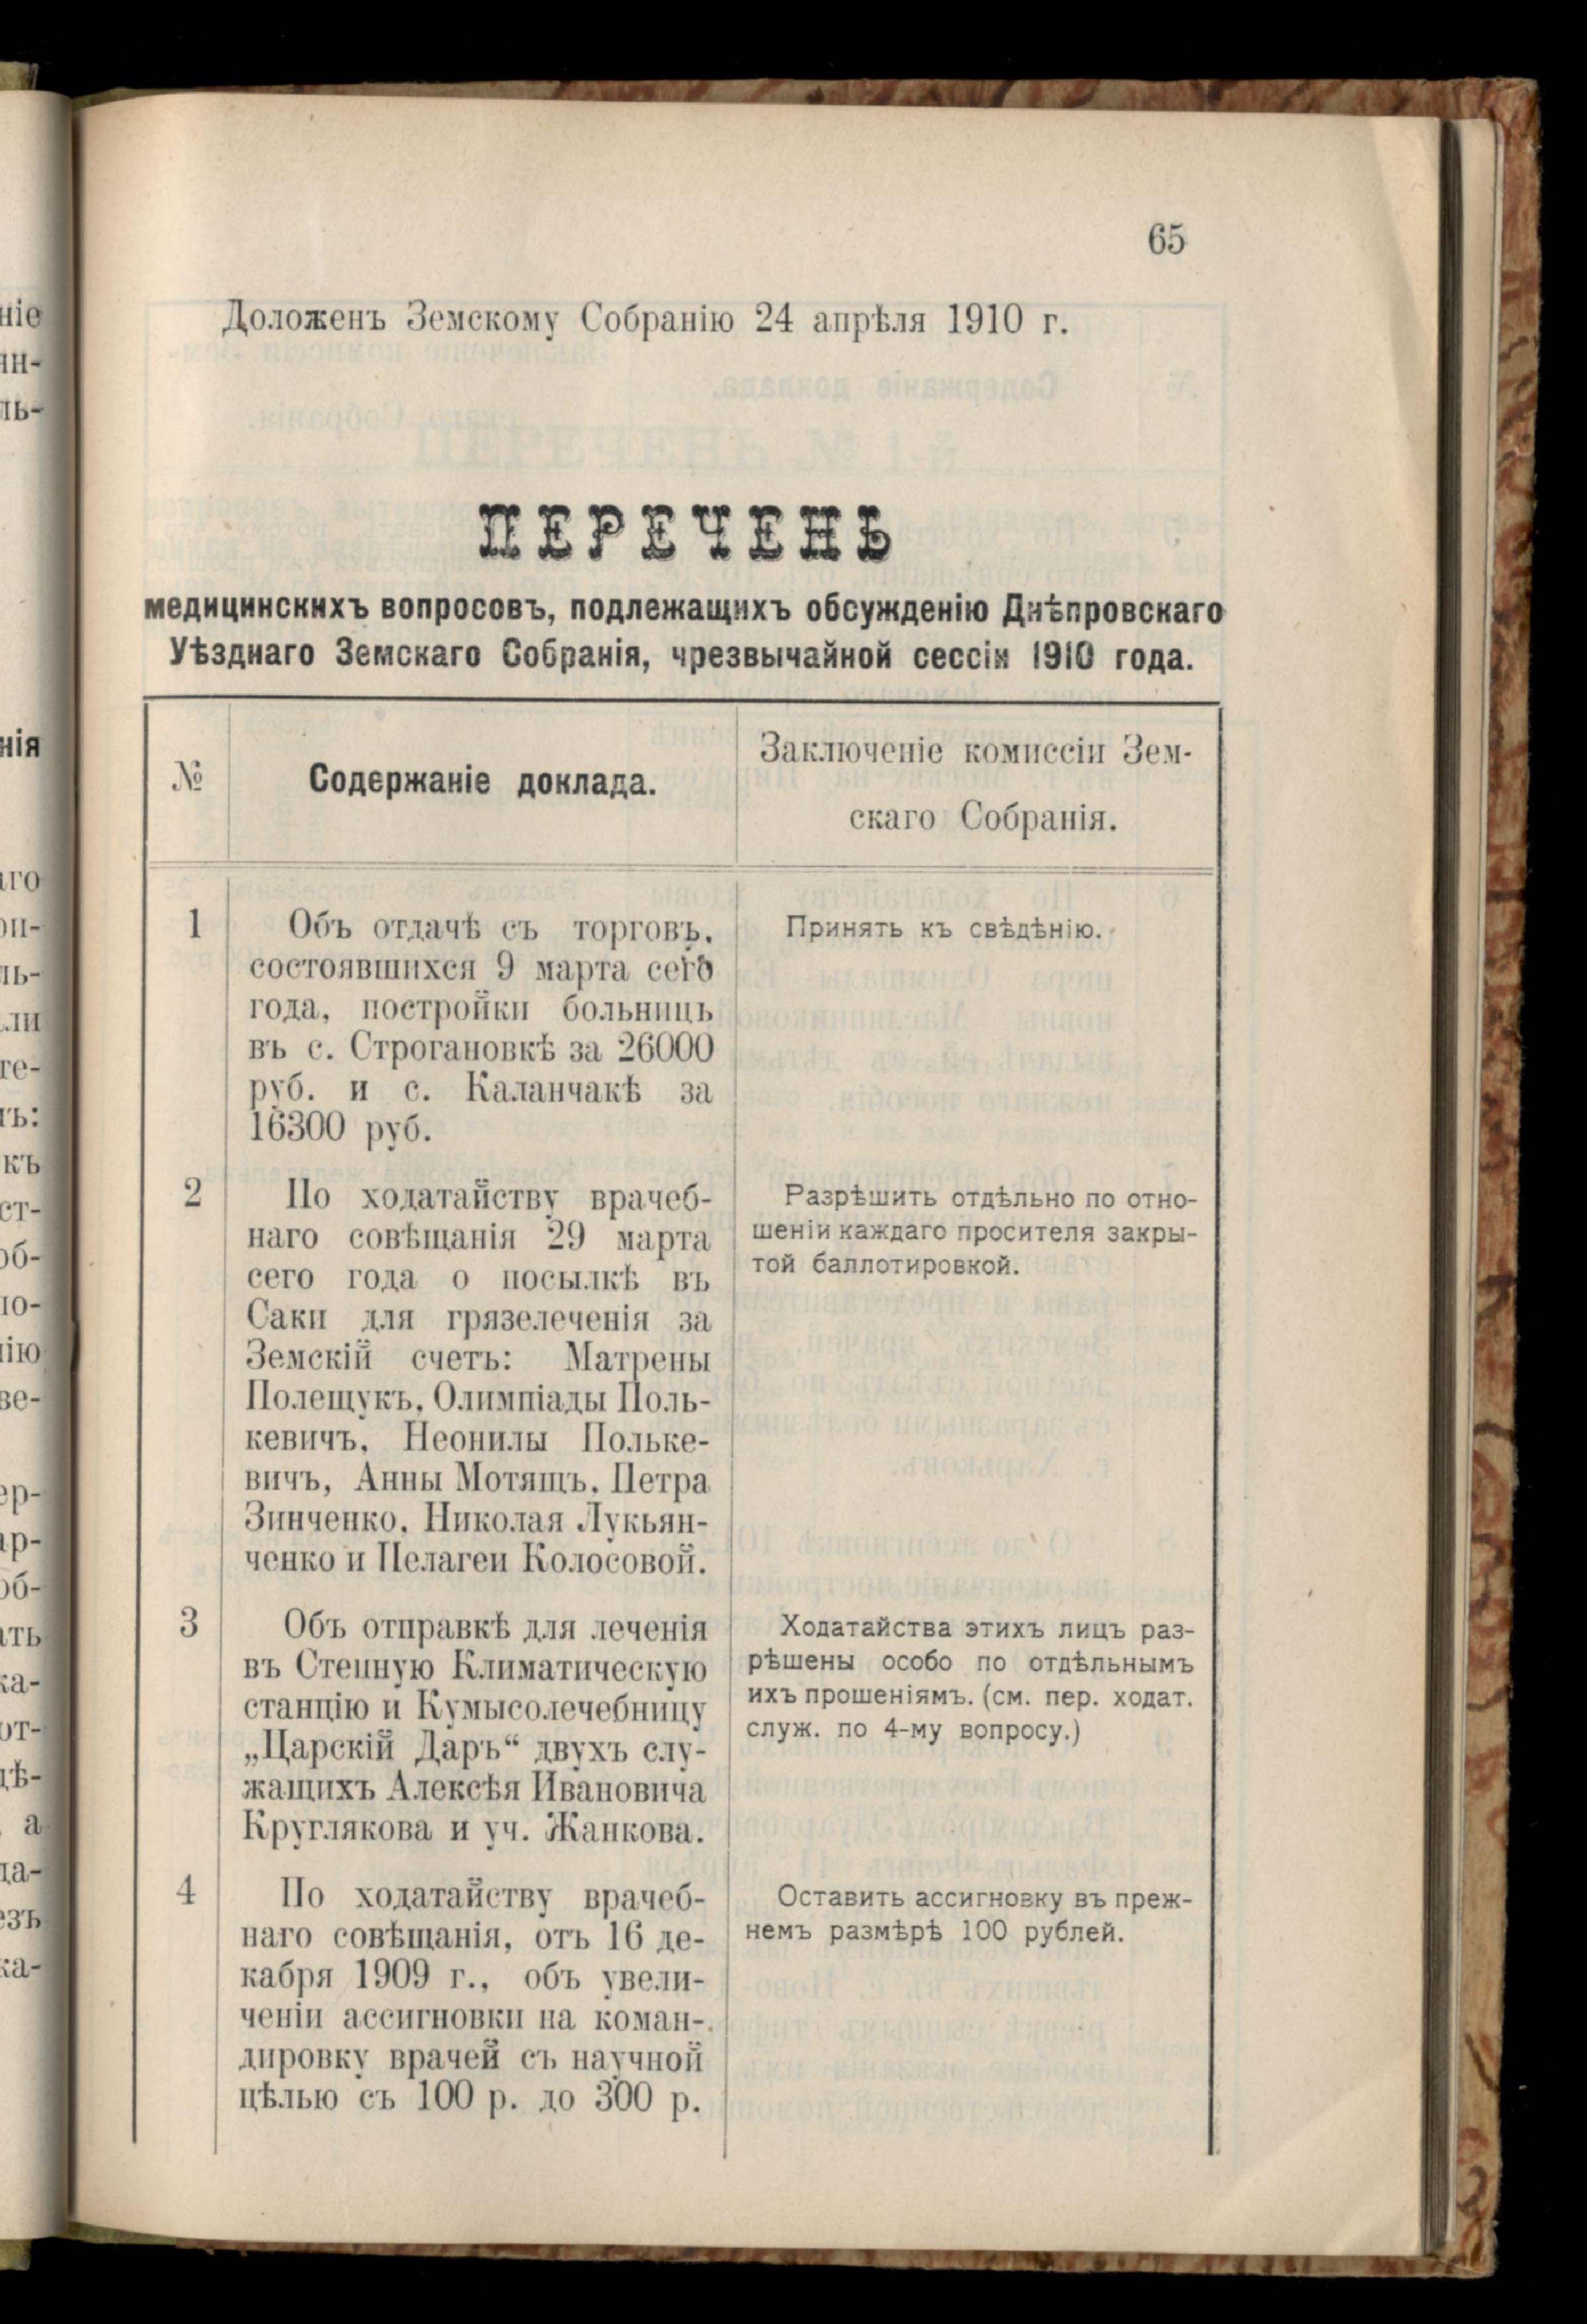 65
Доложенъ Земскому Собранію 24 апрѣля 1910 г.
ПЕРЕЧЕНЬ
медицинскихъ вопросовъ, подлежащихъ обсужденію Днѣпровскаго
Уѣзднаго Земскаго Собранія, чрезвычайной сессіи 1910 года.
№
Содержаніе доклада.
Заключеніе комиссіи Зем-
скаго Собранія.
1
Объ отдачѣ съ торговъ,
состоявшихся 9 марта сего
года, постройки больницъ
въ с. Строгановкѣ за 26000
руб. и с. Каланчакѣ за
16300 руб.
Принять къ свѣдѣнію.
2
По ходатайству врачеб-
наго совѣщанія 29 марта
сего года о посылкѣ въ
Саки для грязелеченія за
Земскій счетъ: Матрены
Полещукъ, Олимпіады Поль-
кевичъ, Неонилы Польке-
вичъ, Анны Мотящъ, Петра
Зинченко, Николая Лукьян-
ченко и Пелагеи Колосовой.
Разрѣшить отдѣльно по отно-
шеніи каждаго просителя закры-
той баллотировкой.
3
Объ отправкѣ для леченія
въ Степную Климатическую
станцію и Кумысолечебницу
„Царскій Даръ“ двухъ слу-
жащихъ Алексѣя Ивановича
Круглякова и уч. Жанкова.
Ходатайства этихъ лицъ раз-
рѣшены особо по отдѣльнымъ
ихъ прошеніямъ. (см. пер. ходат.
служ. по 4-му вопросу.)
4
По ходатайству врачеб-
наго совѣщанія, отъ 16 де-
кабря 1909 г., объ увели-
ченіи ассигновки на коман-
дировку врачей съ научной
цѣлью съ 100 р. до 300 р.
Оставить ассигновку въ преж-
немъ размѣрѣ 100 рублей.